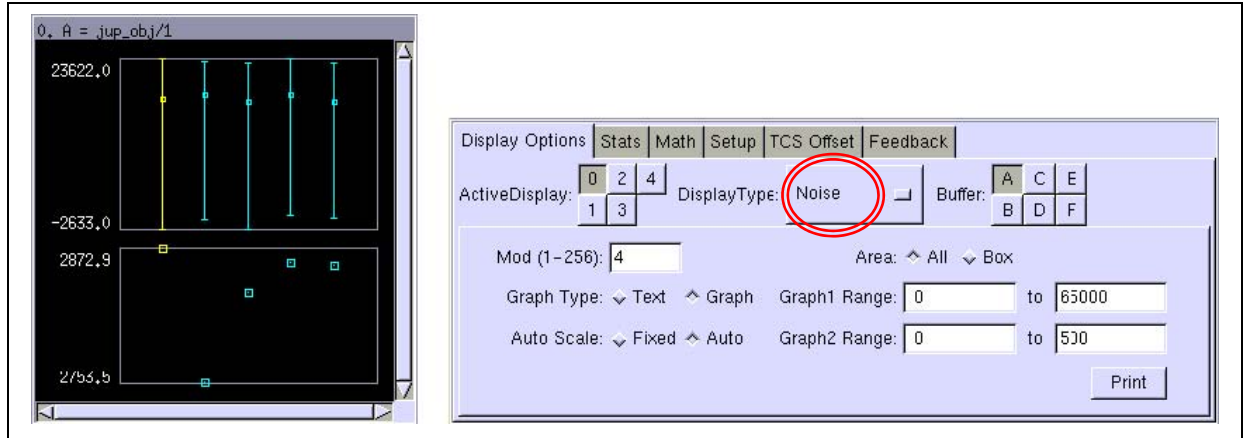 0. A = jup_obj/1
23622.0
-2633.0
2872.9
2753.5
Display Options Stats Math Setup TCS Offset Feedback
ActiveDisplay: 0 2 4 DisplayType: Noise Buffer: A C E
1 3 B D F
Mod (1-256): 4 Area: All Box
Graph Type: Text Graph Graph1 Range: 0 to 65000
Auto Scale: Fixed Auto Graph2 Range: 0 to 500
Print